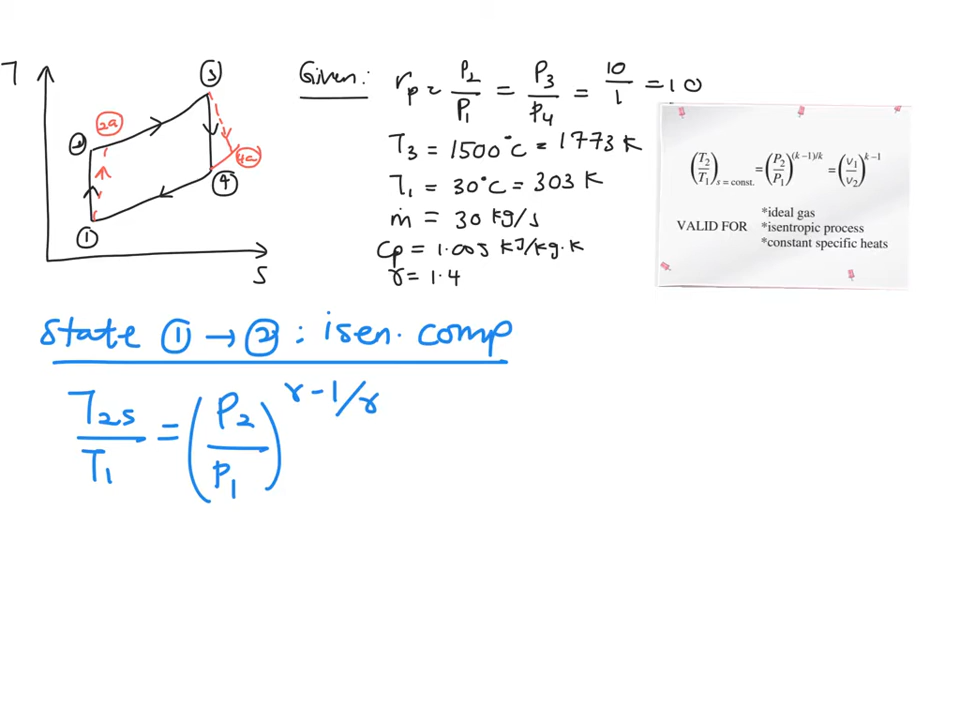 T
③
②
2a
4a
④
①
S
Given: rp = P2/P1 = P3/P4 = 10/1 = 10
T3 = 1500°C = 1773 K
T1 = 30°C = 303 K
ṁ = 30 kg/s
Cp = 1.005 kJ/kg.K
γ = 1.4
(T2/T1)s = const. = (P2/P1)^(k−1)/k = (v1/v2)^k−1
VALID FOR
*ideal gas
*isentropic process
*constant specific heats
state ① → ② : isen. comp
T2s/T1 = (P2/P1)^γ-1/γ